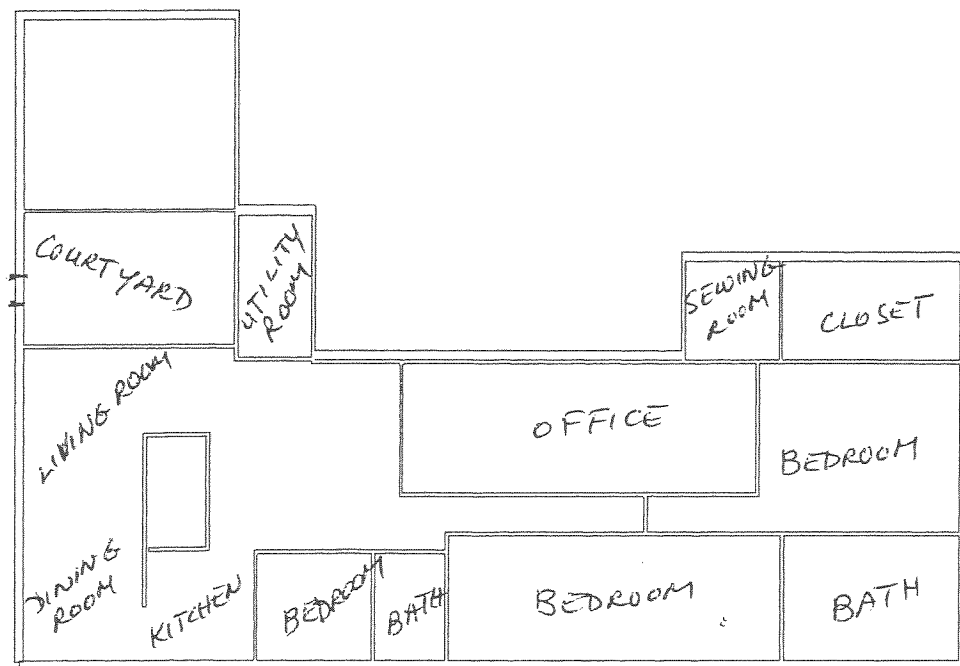 COURTYARD
UTILITY
ROOM
SEWING
ROOM
CLOSET
LIVING ROOM
OFFICE
BEDROOM
DINING
ROOM
KITCHEN
BEDROOM
BATH
BEDROOM
BATH